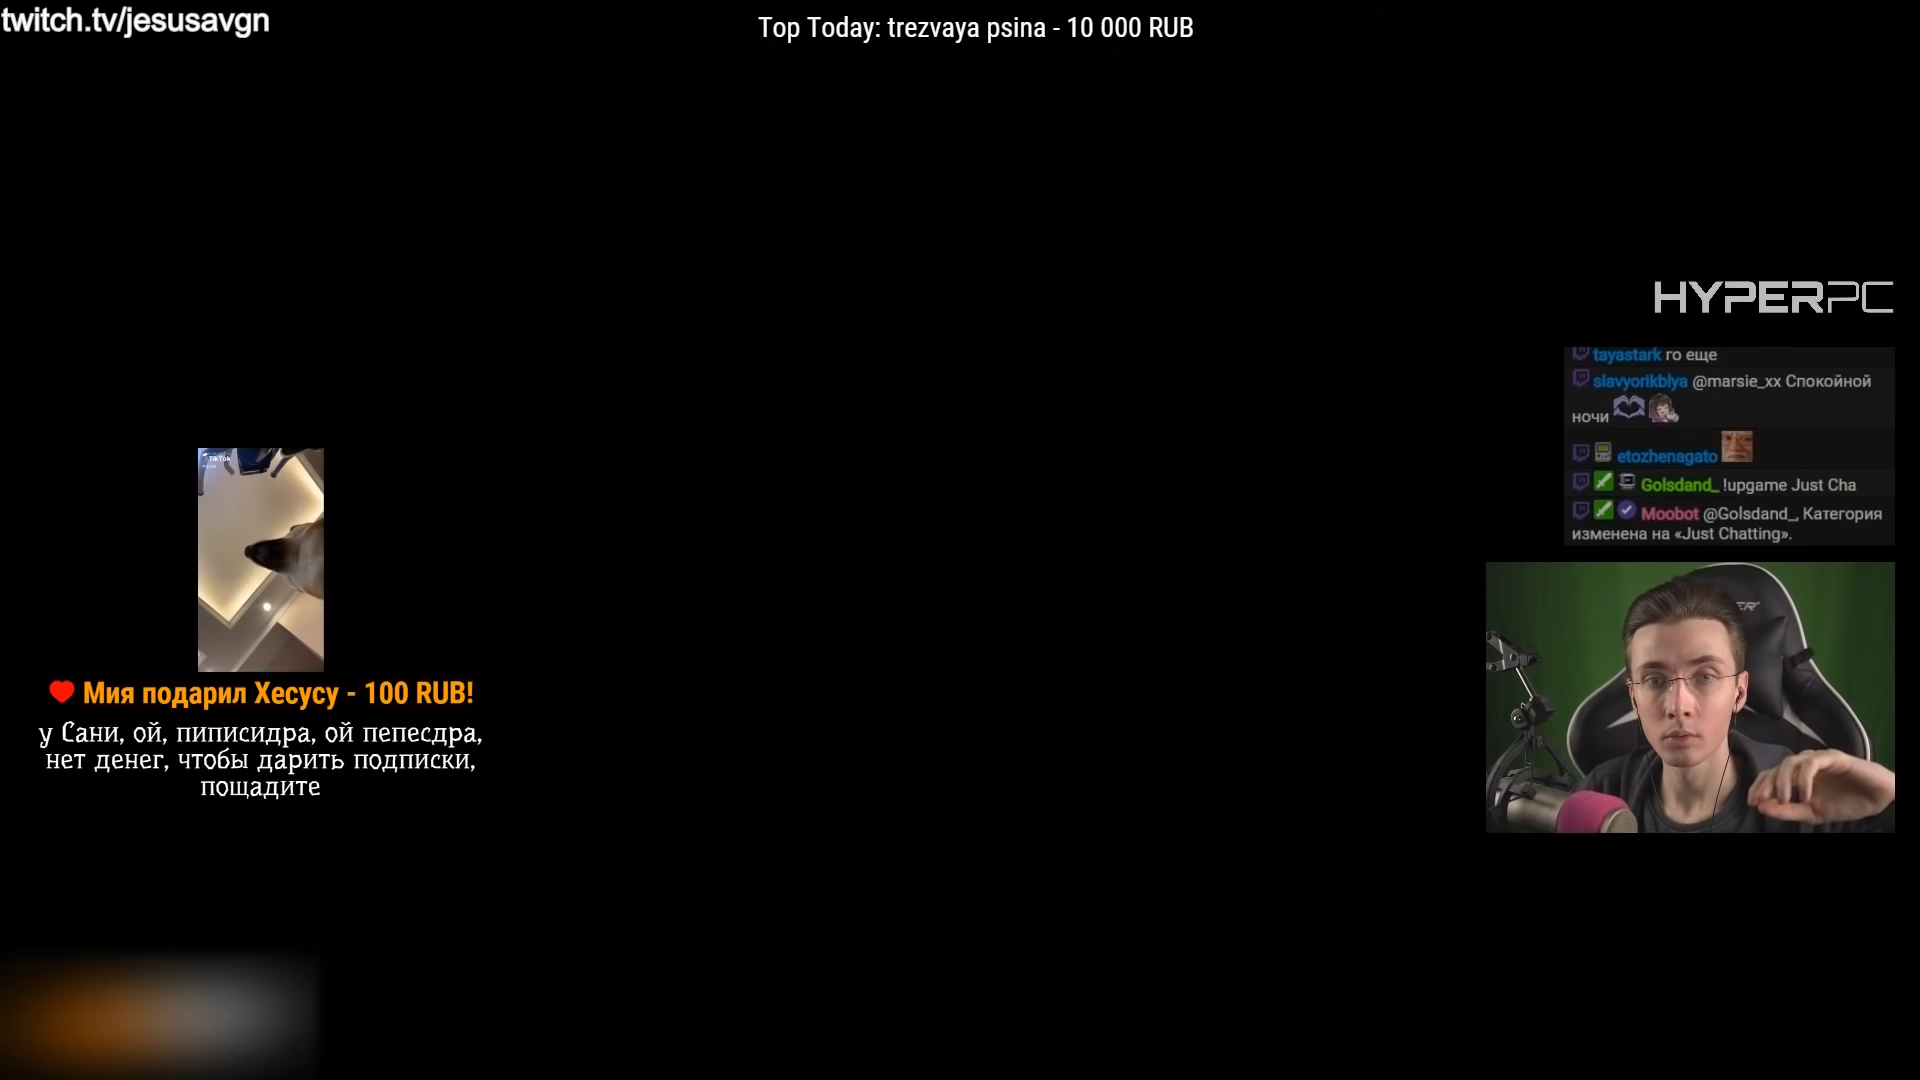 twitch.tv/jesusavgn
Top Today: trezvaya psina - 10 000 RUB
HYPERPC
tayastark го еще
slavyorikblya @marsie_xx Спокойной
ночи
etozhenagato
Golsdand_ !upgame Just Cha
Moobot @Golsdand_, Категория
изменена на «Just Chatting».
TikTok
Мия подарил Хесусу - 100 RUB!
у Сани, ой, пиписидра, ой пепесдра,
нет денег, чтобы дарить подписки,
пощадите